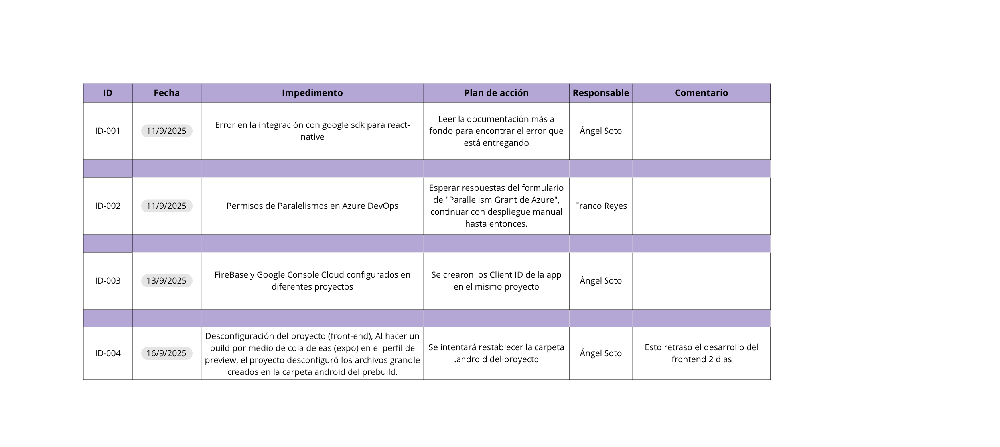 ID Fecha Impedimento Plan de acción Responsable Comentario
ID-001
11/9/2025
Error en la integración con google sdk para react-
native
Leer la documentación más a
fondo para encontrar el error que
está entregando
Ángel Soto
ID-002
11/9/2025
Permisos de Paralelismos en Azure DevOps
Esperar respuestas del formulario
de "Parallelism Grant de Azure",
continuar con despliegue manual
hasta entonces.
Franco Reyes
ID-003
13/9/2025
FireBase y Google Console Cloud configurados en
diferentes proyectos
Se crearon los Client ID de la app
en el mismo proyecto
Ángel Soto
ID-004
16/9/2025
Desconfiguración del proyecto (front-end), Al hacer un
build por medio de cola de eas (expo) en el perfil de
preview, el proyecto desconfiguró los archivos grandle
creados en la carpeta android del prebuild.
Se intentará restablecer la carpeta
.android del proyecto
Ángel Soto
Esto retraso el desarrollo del
frontend 2 dias